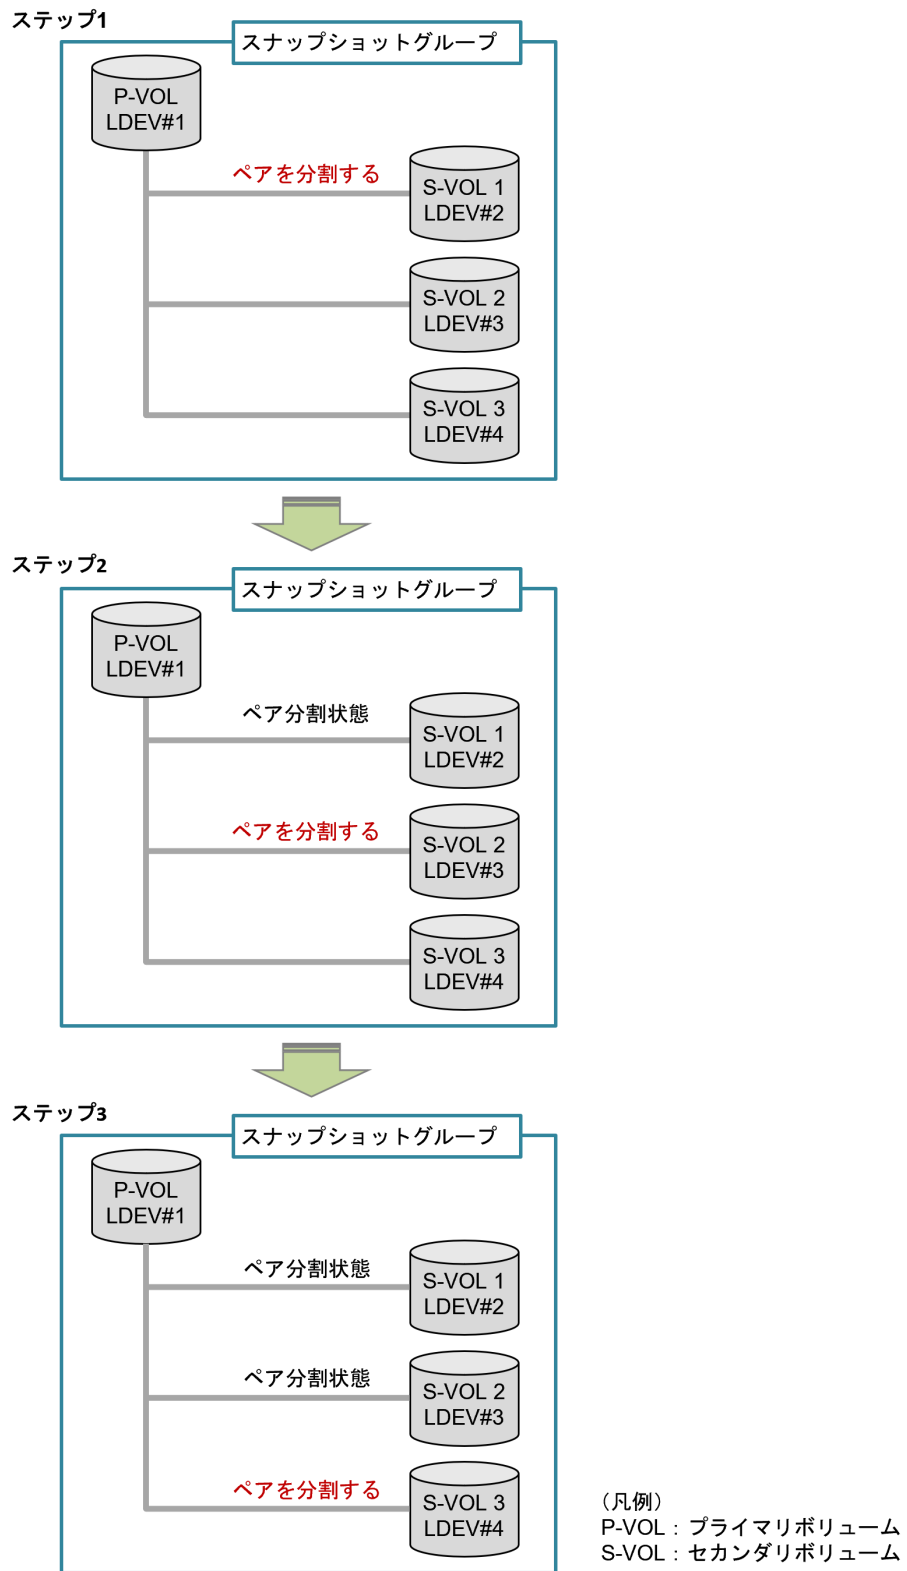 ステップ1
スナップショットグループ
P-VOL
LDEV#1
ペアを分割する
S-VOL 1
LDEV#2
S-VOL 2
LDEV#3
S-VOL 3
LDEV#4
ステップ2
スナップショットグループ
P-VOL
LDEV#1
ペア分割状態
S-VOL 1
LDEV#2
ペアを分割する
S-VOL 2
LDEV#3
S-VOL 3
LDEV#4
ステップ3
スナップショットグループ
P-VOL
LDEV#1
ペア分割状態
S-VOL 1
LDEV#2
ペア分割状態
S-VOL 2
LDEV#3
ペアを分割する
S-VOL 3
LDEV#4
（凡例）
P-VOL：プライマリボリューム
S-VOL：セカンダリボリューム